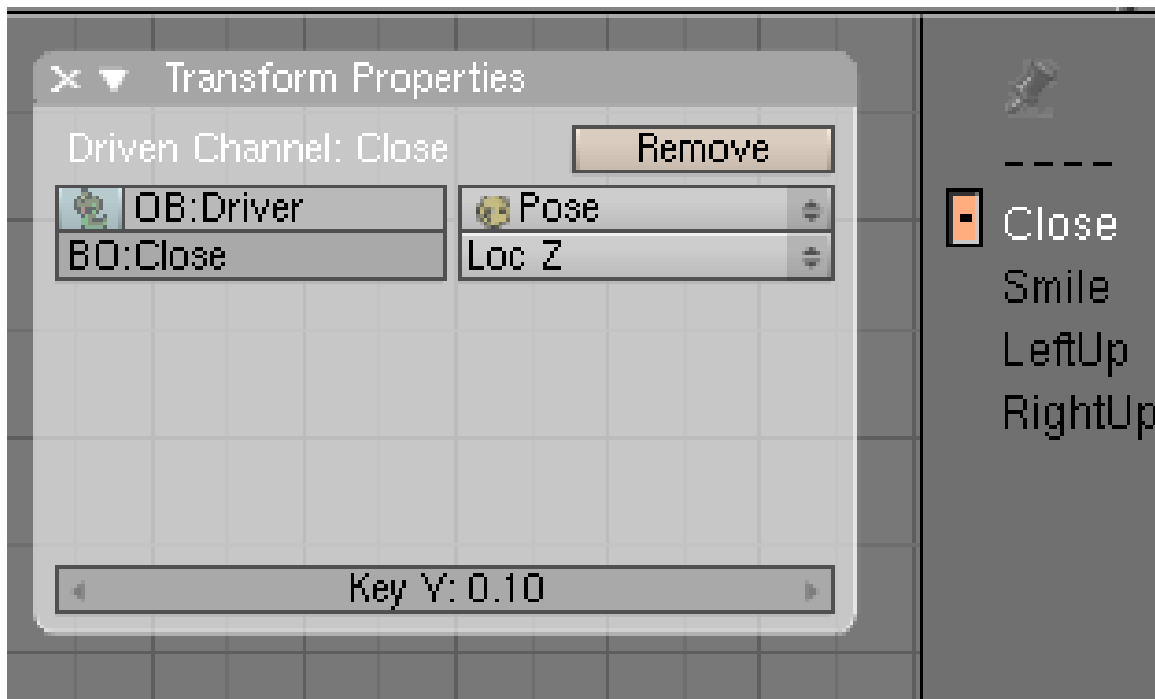 Transform Properties
Driven Channel: Close
Remove
OB:Driver
Pose
BO:Close
Loc Z
Key Y: 0.10
----
Close
Smile
LeftUp
RightUp